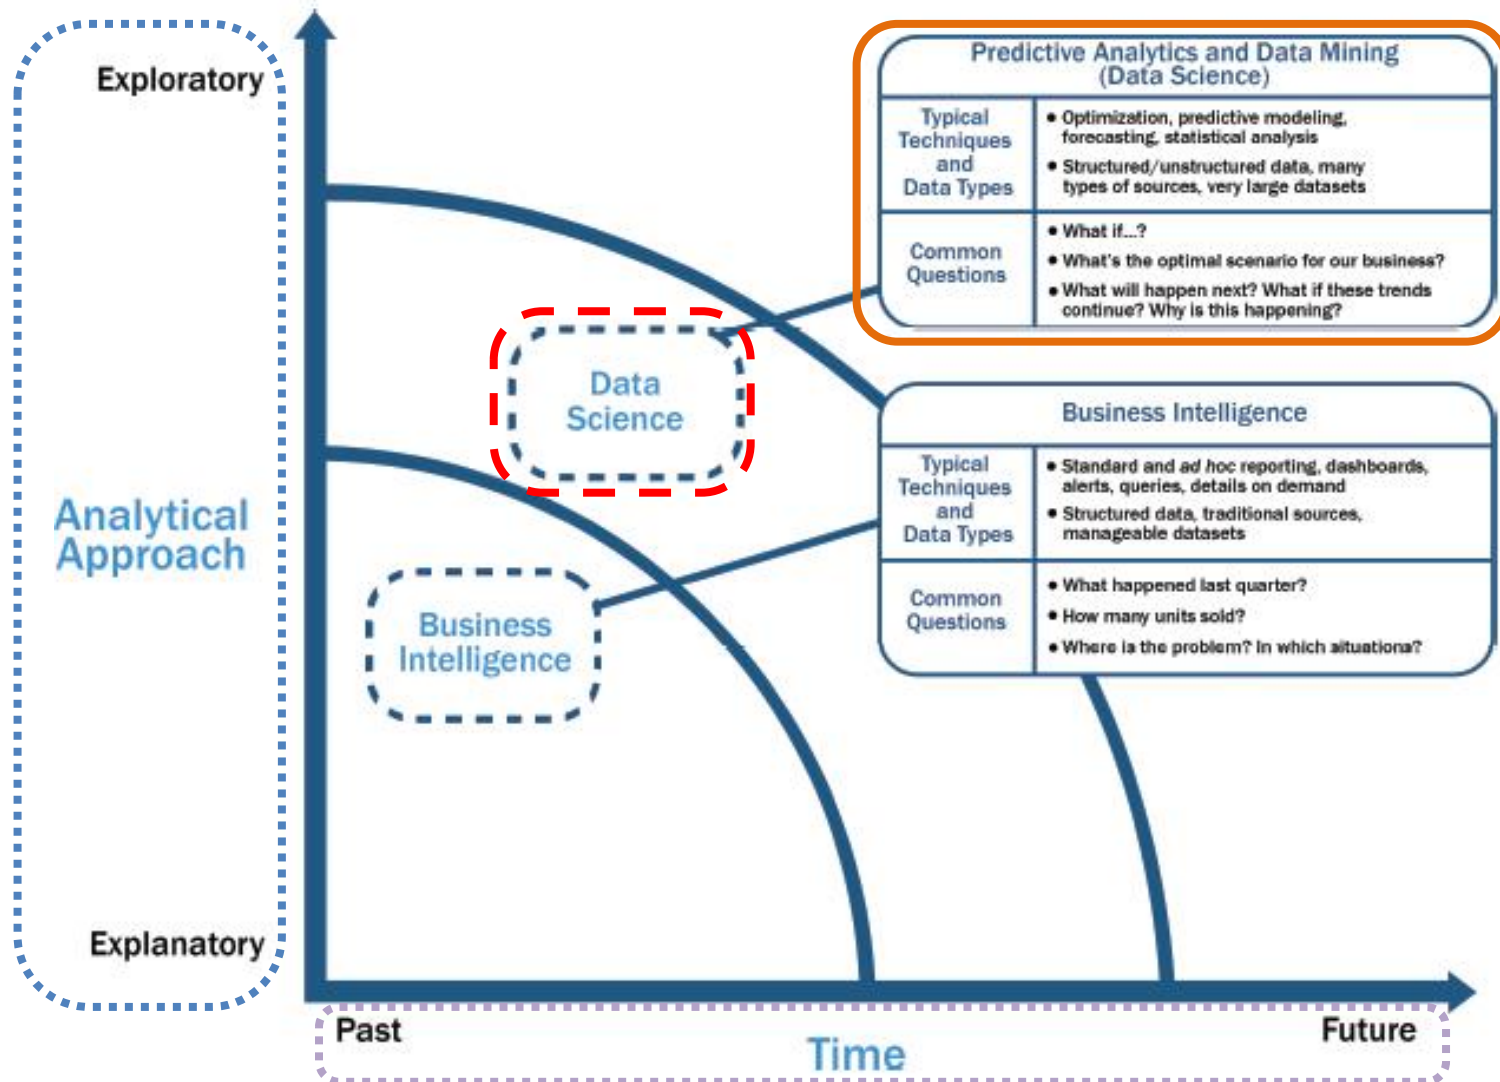 Exploratory
Analytical
Approach
Explanatory
Past
Time
Future
Data
Science
Business
Intelligence
Predictive Analytics and Data Mining
(Data Science)
Typical
Techniques
and
Data Types
• Optimization, predictive modeling,
forecasting, statistical analysis
• Structured/unstructured data, many
types of sources, very large datasets
Common
Questions
• What if...?
• What's the optimal scenario for our business?
• What will happen next? What if these trends
continue? Why is this happening?
Business Intelligence
Typical
Techniques
and
Data Types
• Standard and ad hoc reporting, dashboards,
alerts, queries, details on demand
• Structured data, traditional sources,
manageable datasets
Common
Questions
• What happened last quarter?
• How many units sold?
• Where is the problem? In which situations?